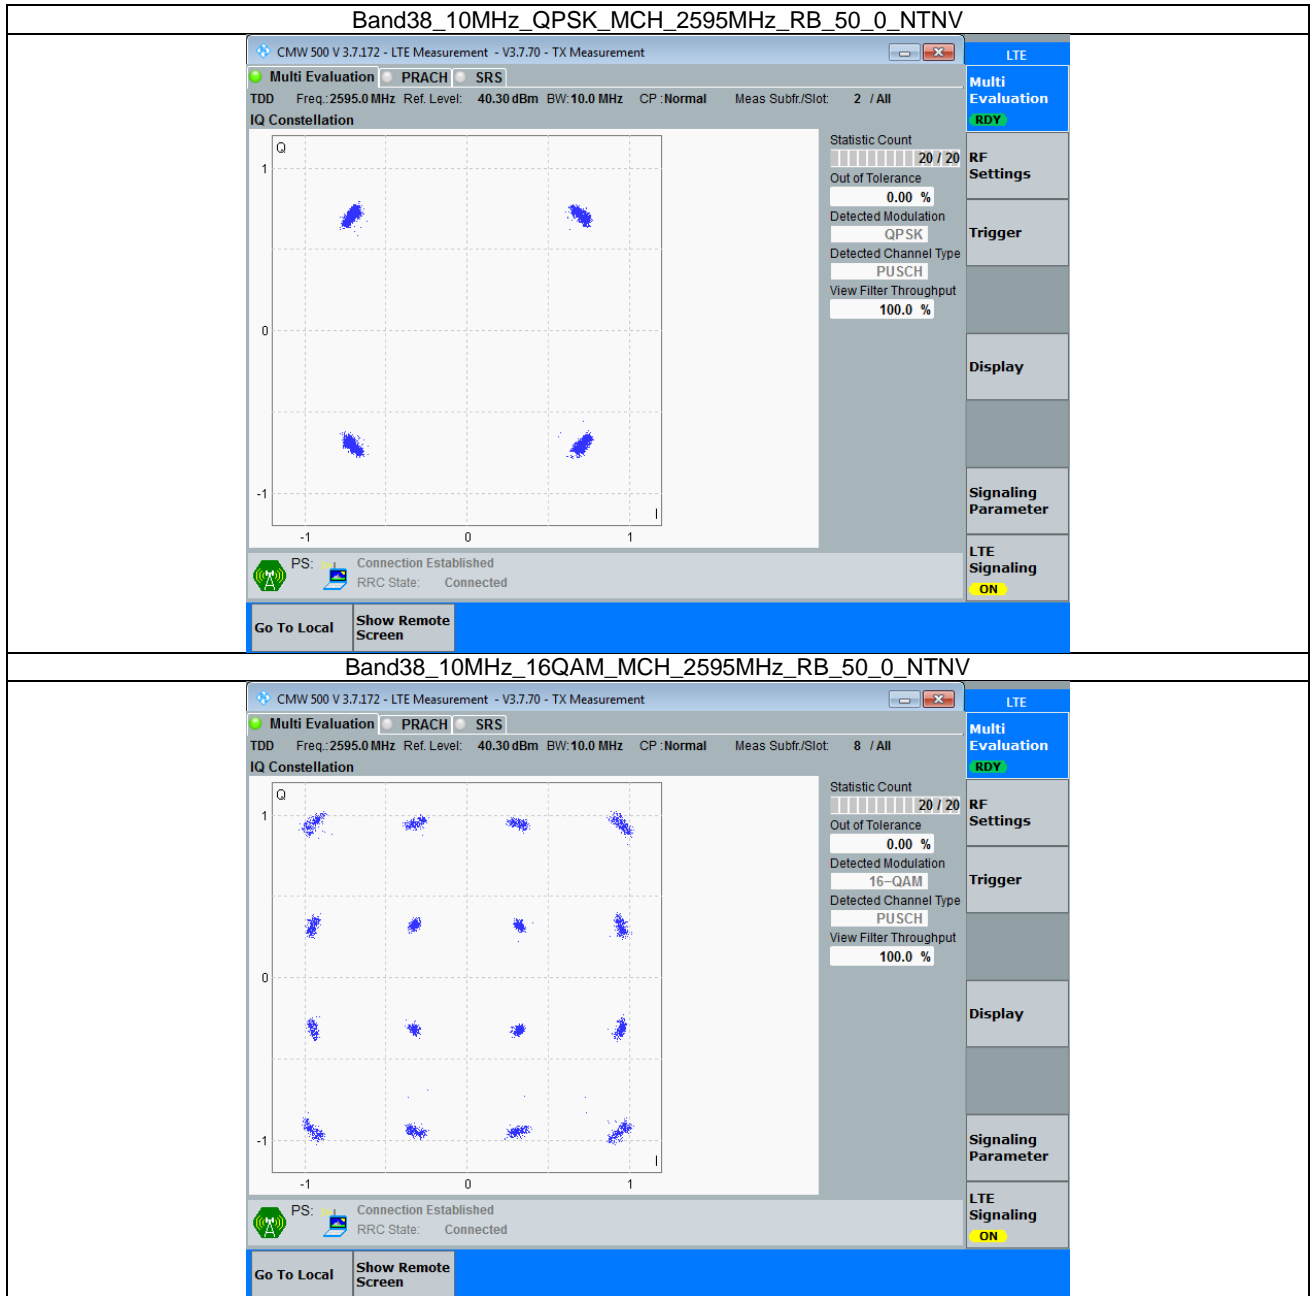 Band38_10MHz_QPSK_MCH_2595MHz_RB_50_0_NTNV
CMW 500 V 3.7.172 - LTE Measurement - V3.7.70 - TX Measurement
LTE
Multi Evaluation PRACH SRS
Multi
Evaluation
RDY
TDD Freq.: 2595.0 MHz Ref. Level: 40.30 dBm BW: 10.0 MHz CP : Normal Meas Subfr./Slot: 2 / All
IQ Constellation
Q
1
0
-1
I
-1 0 1
Statistic Count
20 / 20
Out of Tolerance
0.00 %
Detected Modulation
QPSK
Detected Channel Type
PUSCH
View Filter Throughput
100.0 %
RF
Settings
Trigger
Display
Signaling
Parameter
LTE
Signaling
ON
PS: Connection Established
RRC State: Connected
Go To Local
Show Remote
Screen
Band38_10MHz_16QAM_MCH_2595MHz_RB_50_0_NTNV
CMW 500 V 3.7.172 - LTE Measurement - V3.7.70 - TX Measurement
LTE
Multi Evaluation PRACH SRS
Multi
Evaluation
RDY
TDD Freq.: 2595.0 MHz Ref. Level: 40.30 dBm BW: 10.0 MHz CP : Normal Meas Subfr./Slot: 8 / All
IQ Constellation
Q
1
0
-1
I
-1 0 1
Statistic Count
20 / 20
Out of Tolerance
0.00 %
Detected Modulation
16-QAM
Detected Channel Type
PUSCH
View Filter Throughput
100.0 %
RF
Settings
Trigger
Display
Signaling
Parameter
LTE
Signaling
ON
PS: Connection Established
RRC State: Connected
Go To Local
Show Remote
Screen